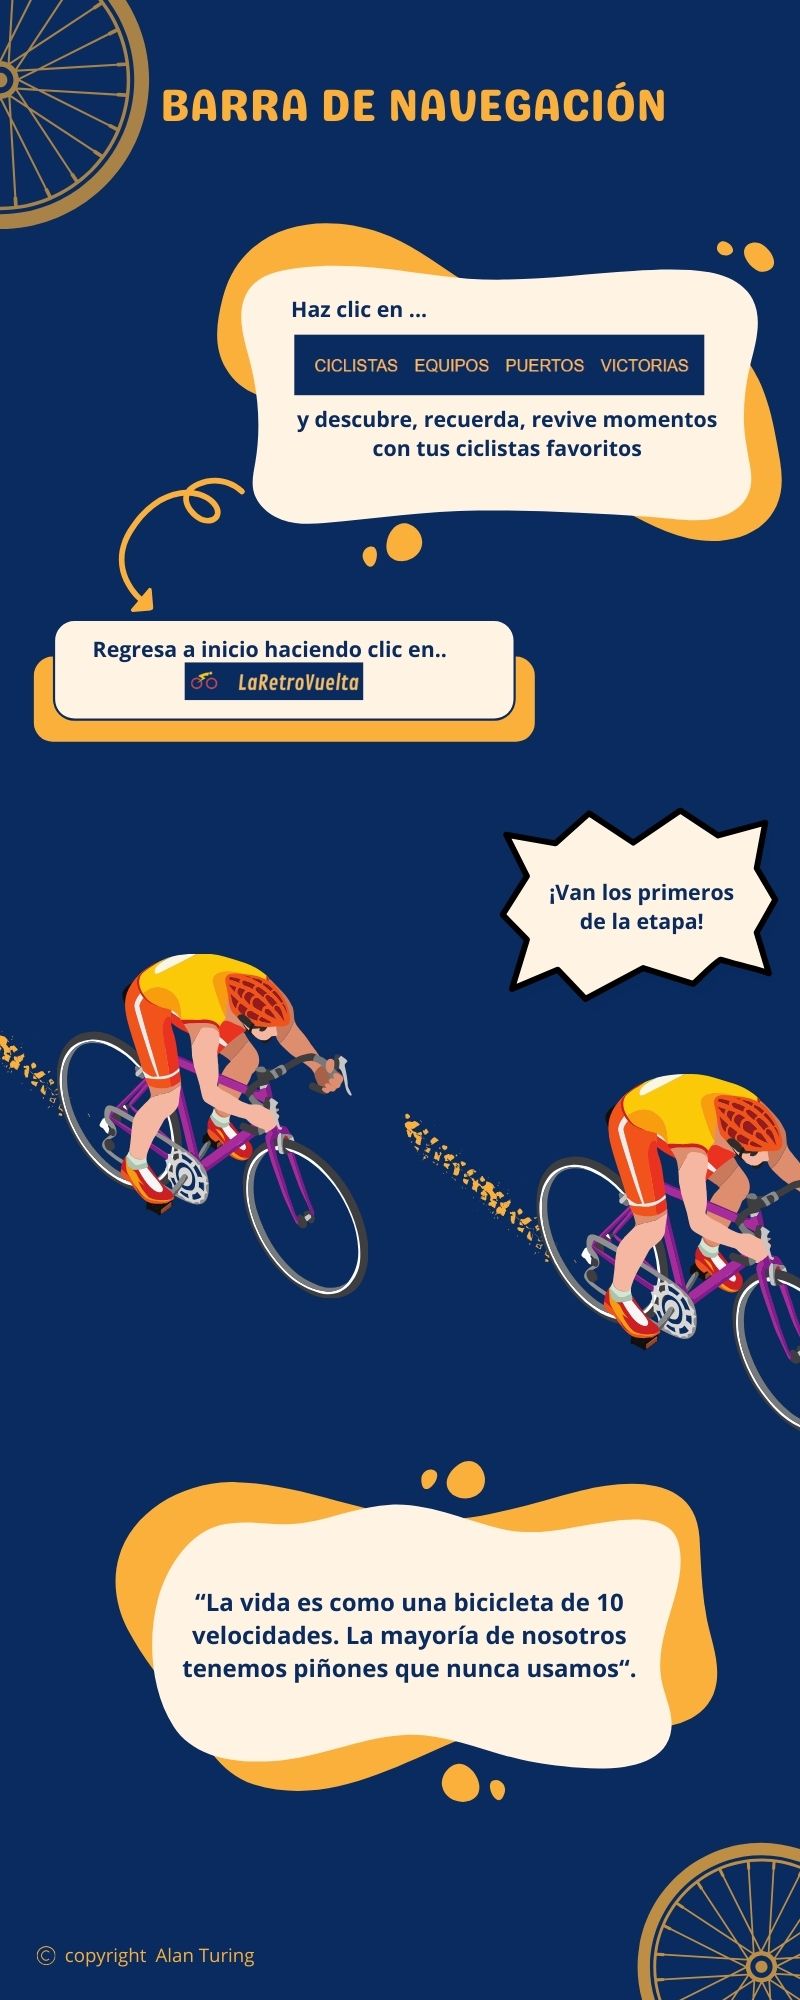 BARRA DE NAVEGACIÓN
Haz clic en ...
CICLISTAS EQUIPOS PUERTOS VICTORIAS
y descubre, recuerda, revive momentos
con tus ciclistas favoritos
Regresa a inicio haciendo clic en..
LaRetroVuelta
¡Van los primeros
de la etapa!
“La vida es como una bicicleta de 10
velocidades. La mayoría de nosotros
tenemos piñones que nunca usamos“.
© copyright Alan Turing